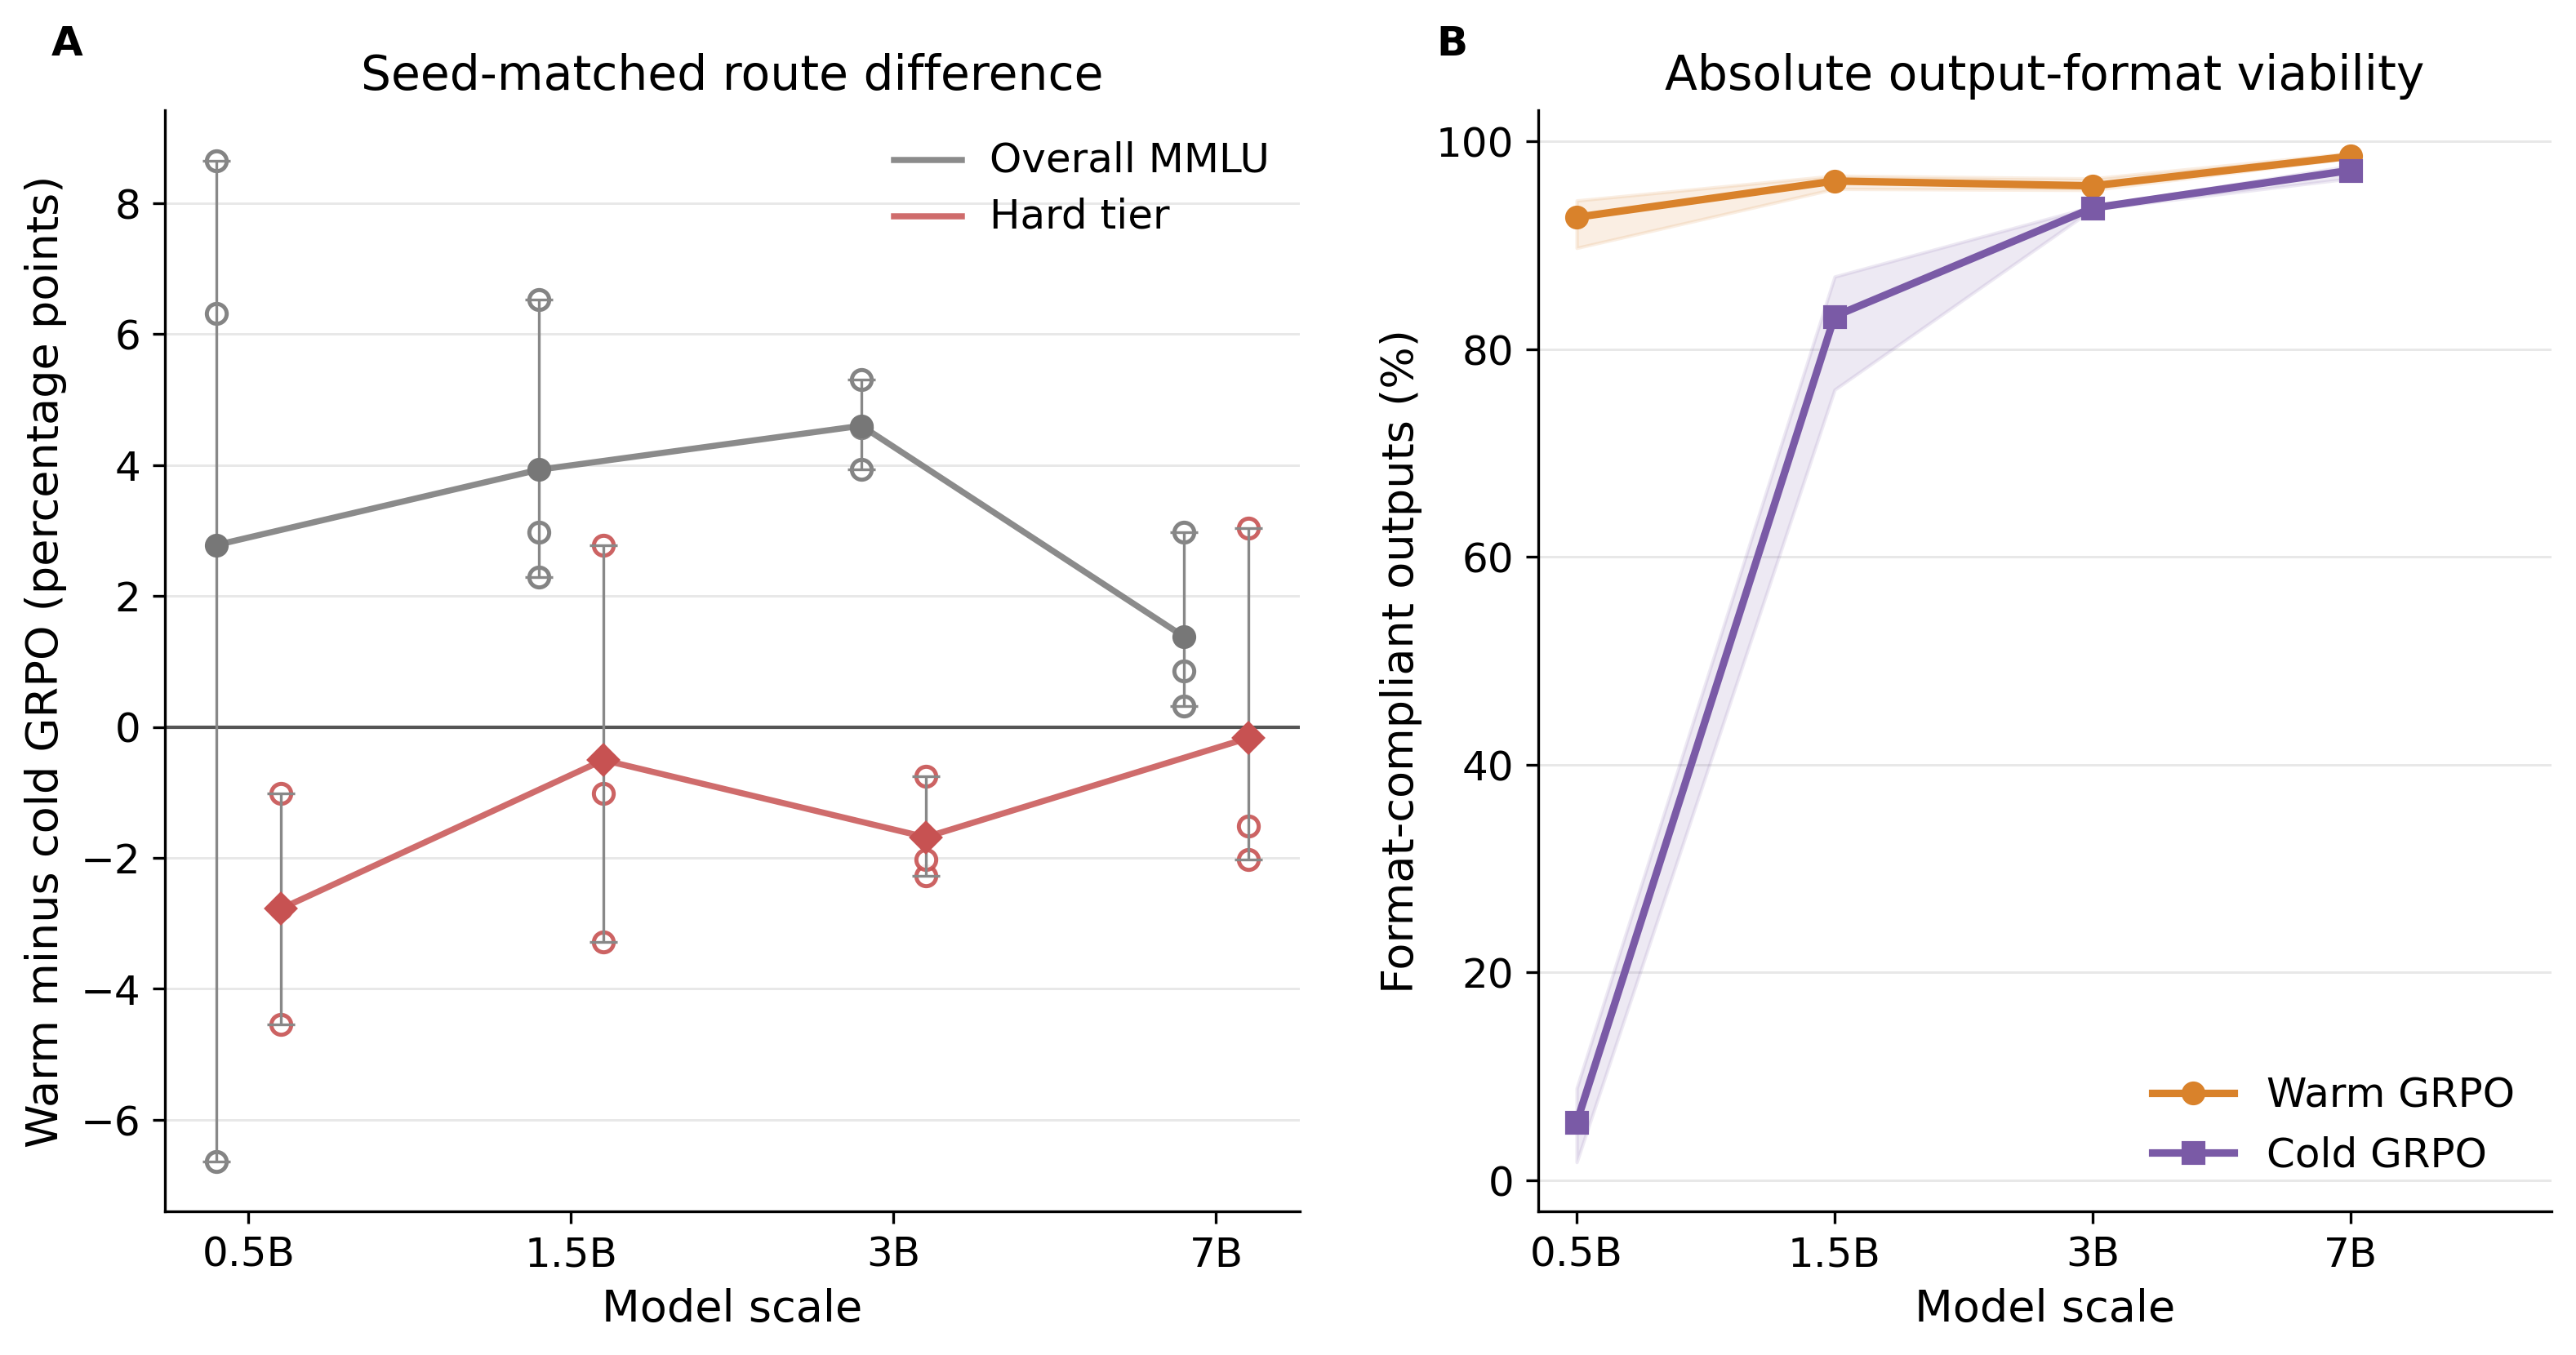 A
Seed-matched route difference
Overall MMLU
Hard tier
Warm minus cold GRPO (percentage points)
8
6
4
2
0
−2
−4
−6
0.5B
1.5B
3B
7B
Model scale
B
Absolute output-format viability
Format-compliant outputs (%)
100
80
60
40
20
0
Warm GRPO
Cold GRPO
0.5B
1.5B
3B
7B
Model scale